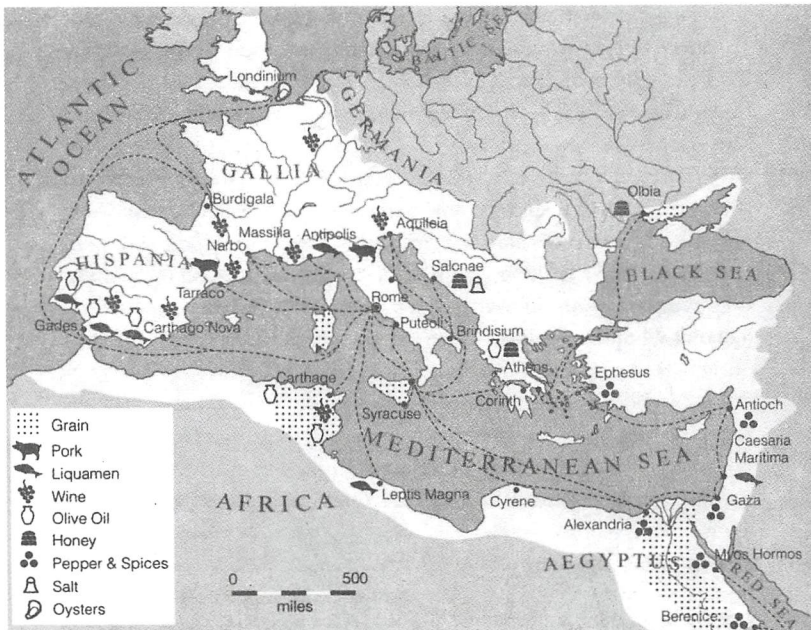 BALTIC SEA
Londinium
ATLANTIC
OCEAN
GERMANIA
GALLIA
Burdigala
Olbia
Massilia
Antipolis
Aquileia
Narbo
HISPANIA
Salonae
BLACK SEA
Tarraco
Rome
Puteoli
Brindisium
Gades
Carthago Nova
Athens
Ephesus
Carthage
Corinth
Antioch
Syracuse
Caesaria
Maritima
MEDITERRANEAN SEA
Leptis Magna
Cyrene
Gaza
AFRICA
Alexandria
AEGYPTUS
Myos Hormos
RED SEA
Berenice
Grain
Pork
Liquamen
Wine
Olive Oil
Honey
Pepper & Spices
Salt
Oysters
0 500
miles